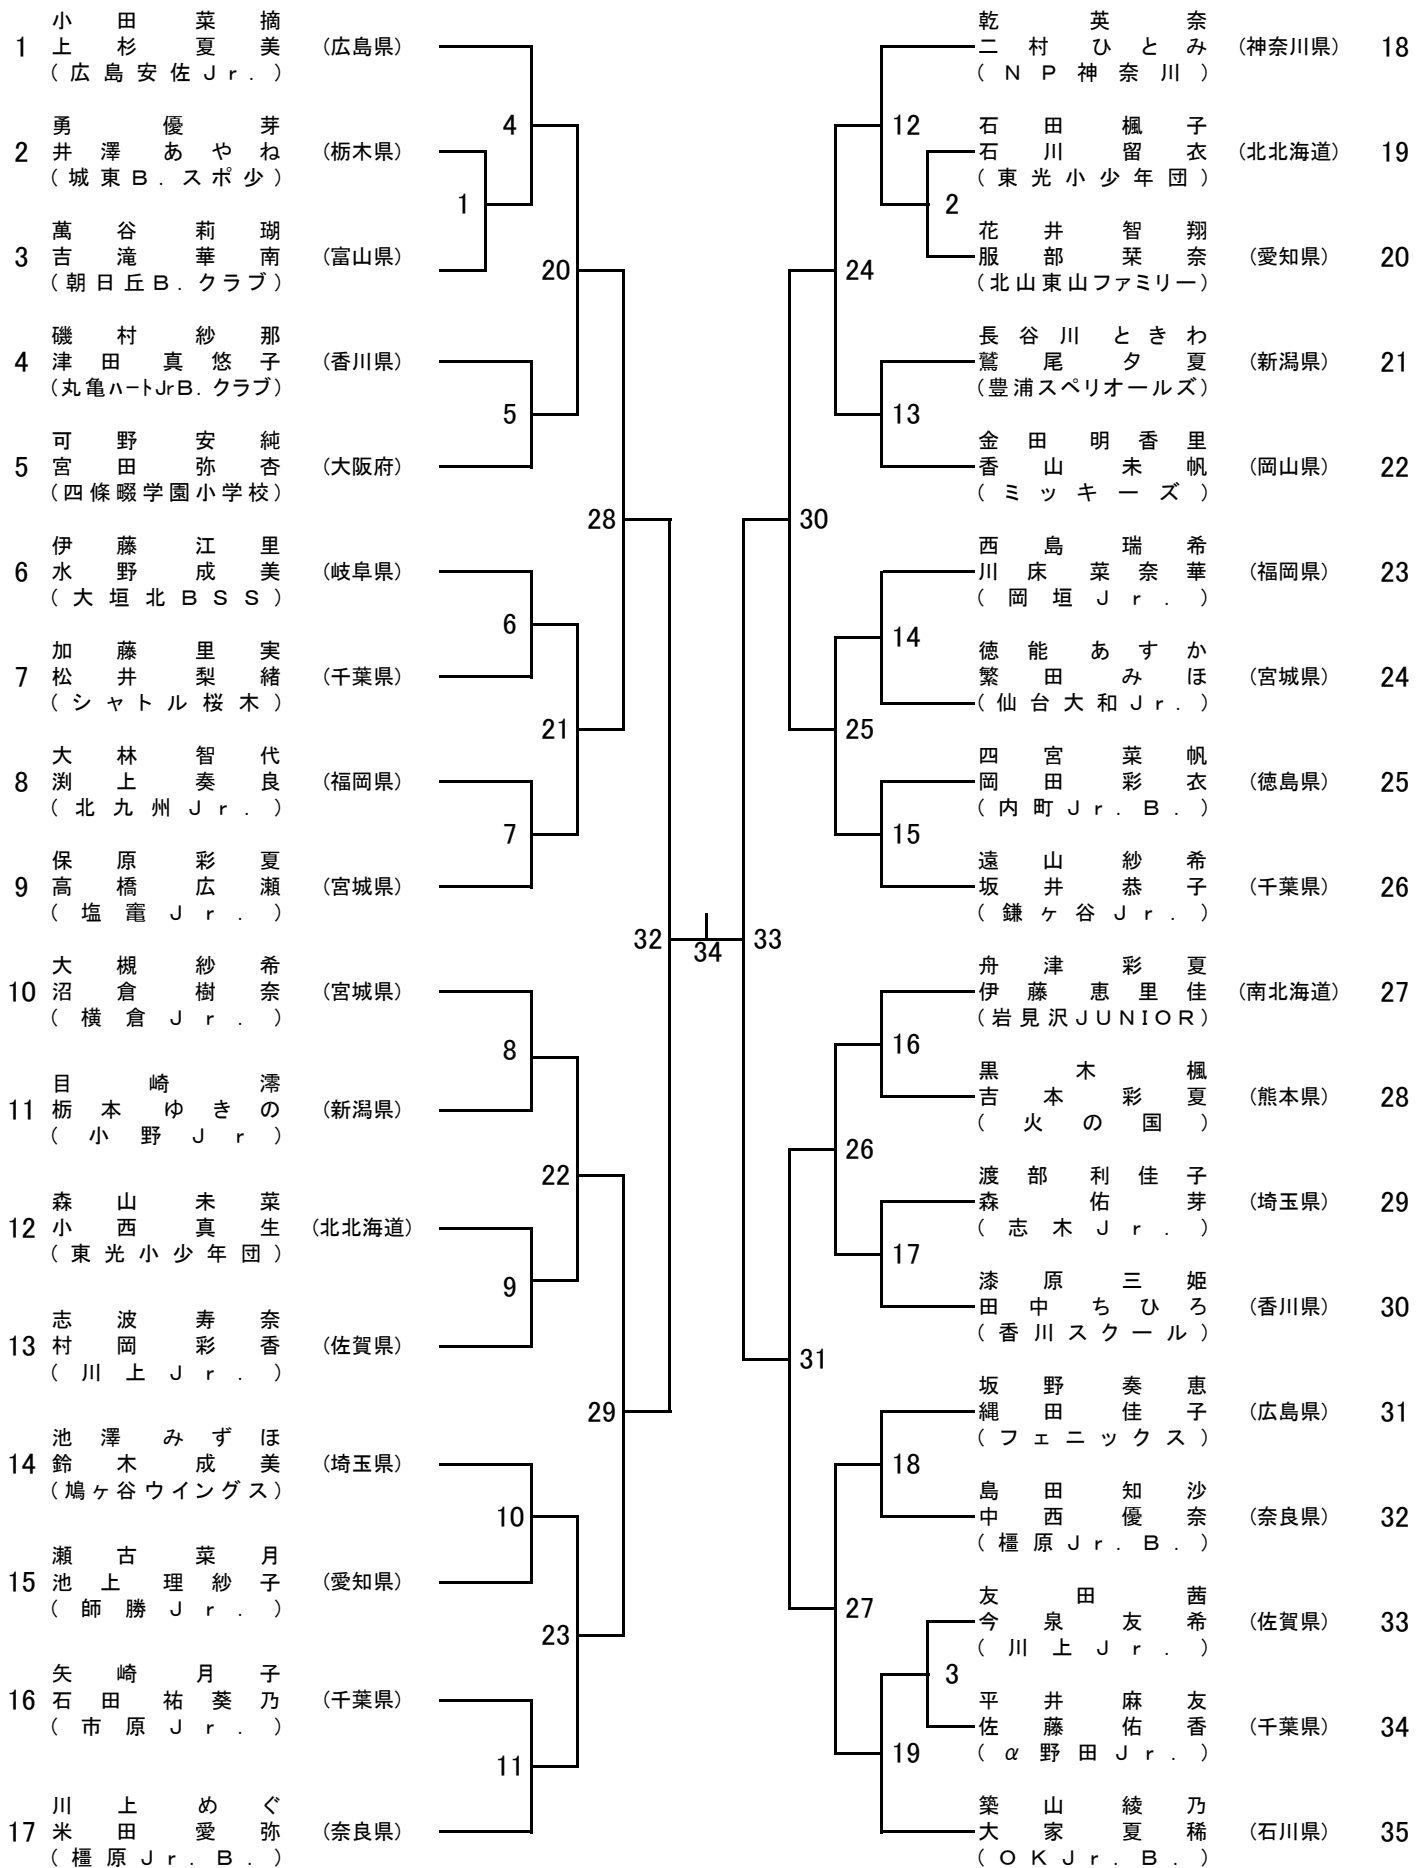 小田菜摘
1 上杉夏美 (広島県)
(広島安佐Jr.)
勇優芽
2 井澤あやね (栃木県)
(城東B.スポ少)
萬谷莉瑚
3 吉滝華南 (富山県)
(朝日丘B.クラブ)
磯村紗那
4 津田真悠子 (香川県)
(丸亀ハートJrB.クラブ)
可野安純
5 宮田弥杏 (大阪府)
(四條畷学園小学校)
伊藤江里
6 水野成美 (岐阜県)
(大垣北BSS)
加藤里実
7 松井梨緒 (千葉県)
(シャトル桜木)
大林智代
8 渕上奏良 (福岡県)
(北九州Jr.)
保原彩夏
9 高橋広瀬 (宮城県)
(塩竈Jr.)
大槻紗希
10 沼倉樹奈 (宮城県)
(横倉Jr.)
目崎澪
11 栃本ゆきの (新潟県)
(小野Jr)
森山未菜
12 小西真生 (北北海道)
(東光小少年団)
志波寿奈
13 村岡彩香 (佐賀県)
(川上Jr.)
池澤みずほ
14 鈴木成美 (埼玉県)
(鳩ヶ谷ウイングス)
瀬古菜月
15 池上理紗子 (愛知県)
(師勝Jr.)
矢崎月子
16 石田祐葵乃 (千葉県)
(市原Jr.)
川上めぐ
17 米田愛弥 (奈良県)
(橿原Jr.B.)
4
1
20
5
28
6
21
7
32
8
22
9
29
10
23
11
34
33
12
2
24
13
30
14
25
15
16
26
17
31
18
27
3
19
乾英奈
二村ひとみ (神奈川県) 18
(NP神奈川)
石田楓子
石川留衣 (北北海道) 19
(東光小少年団)
花井智翔
服部栞奈 (愛知県) 20
(北山東山ファミリー)
長谷川ときわ
鷲尾夕夏 (新潟県) 21
(豊浦スペリオールズ)
金田明香里
香山未帆 (岡山県) 22
(ミッキーズ)
西島瑞希
川床菜奈華 (福岡県) 23
(岡垣Jr.)
徳能あすか
繁田みほ (宮城県) 24
(仙台大和Jr.)
四宮菜帆
岡田彩衣 (徳島県) 25
(内町Jr.B.)
遠山紗希
坂井恭子 (千葉県) 26
(鎌ヶ谷Jr.)
舟津彩夏
伊藤恵里佳 (南北海道) 27
(岩見沢JUNIOR)
黒木楓
吉本彩夏 (熊本県) 28
(火の国)
渡部利佳子
森佑芽 (埼玉県) 29
(志木Jr.)
漆原三姫
田中ちひろ (香川県) 30
(香川スクール)
坂野奏恵
縄田佳子 (広島県) 31
(フェニックス)
島田知沙
中西優奈 (奈良県) 32
(橿原Jr.B.)
友田茜
今泉友希 (佐賀県) 33
(川上Jr.)
平井麻友
佐藤佑香 (千葉県) 34
(α野田Jr.)
築山綾乃
大家夏稀 (石川県) 35
(OKJr.B.)